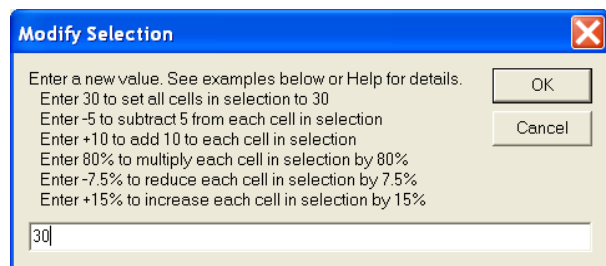 Modify Selection
Enter a new value. See examples below or Help for details.
Enter 30 to set all cells in selection to 30
Enter -5 to subtract 5 from each cell in selection
Enter +10 to add 10 to each cell in selection
Enter 80% to multiply each cell in selection by 80%
Enter -7.5% to reduce each cell in selection by 7.5%
Enter +15% to increase each cell in selection by 15%
OK
Cancel
30